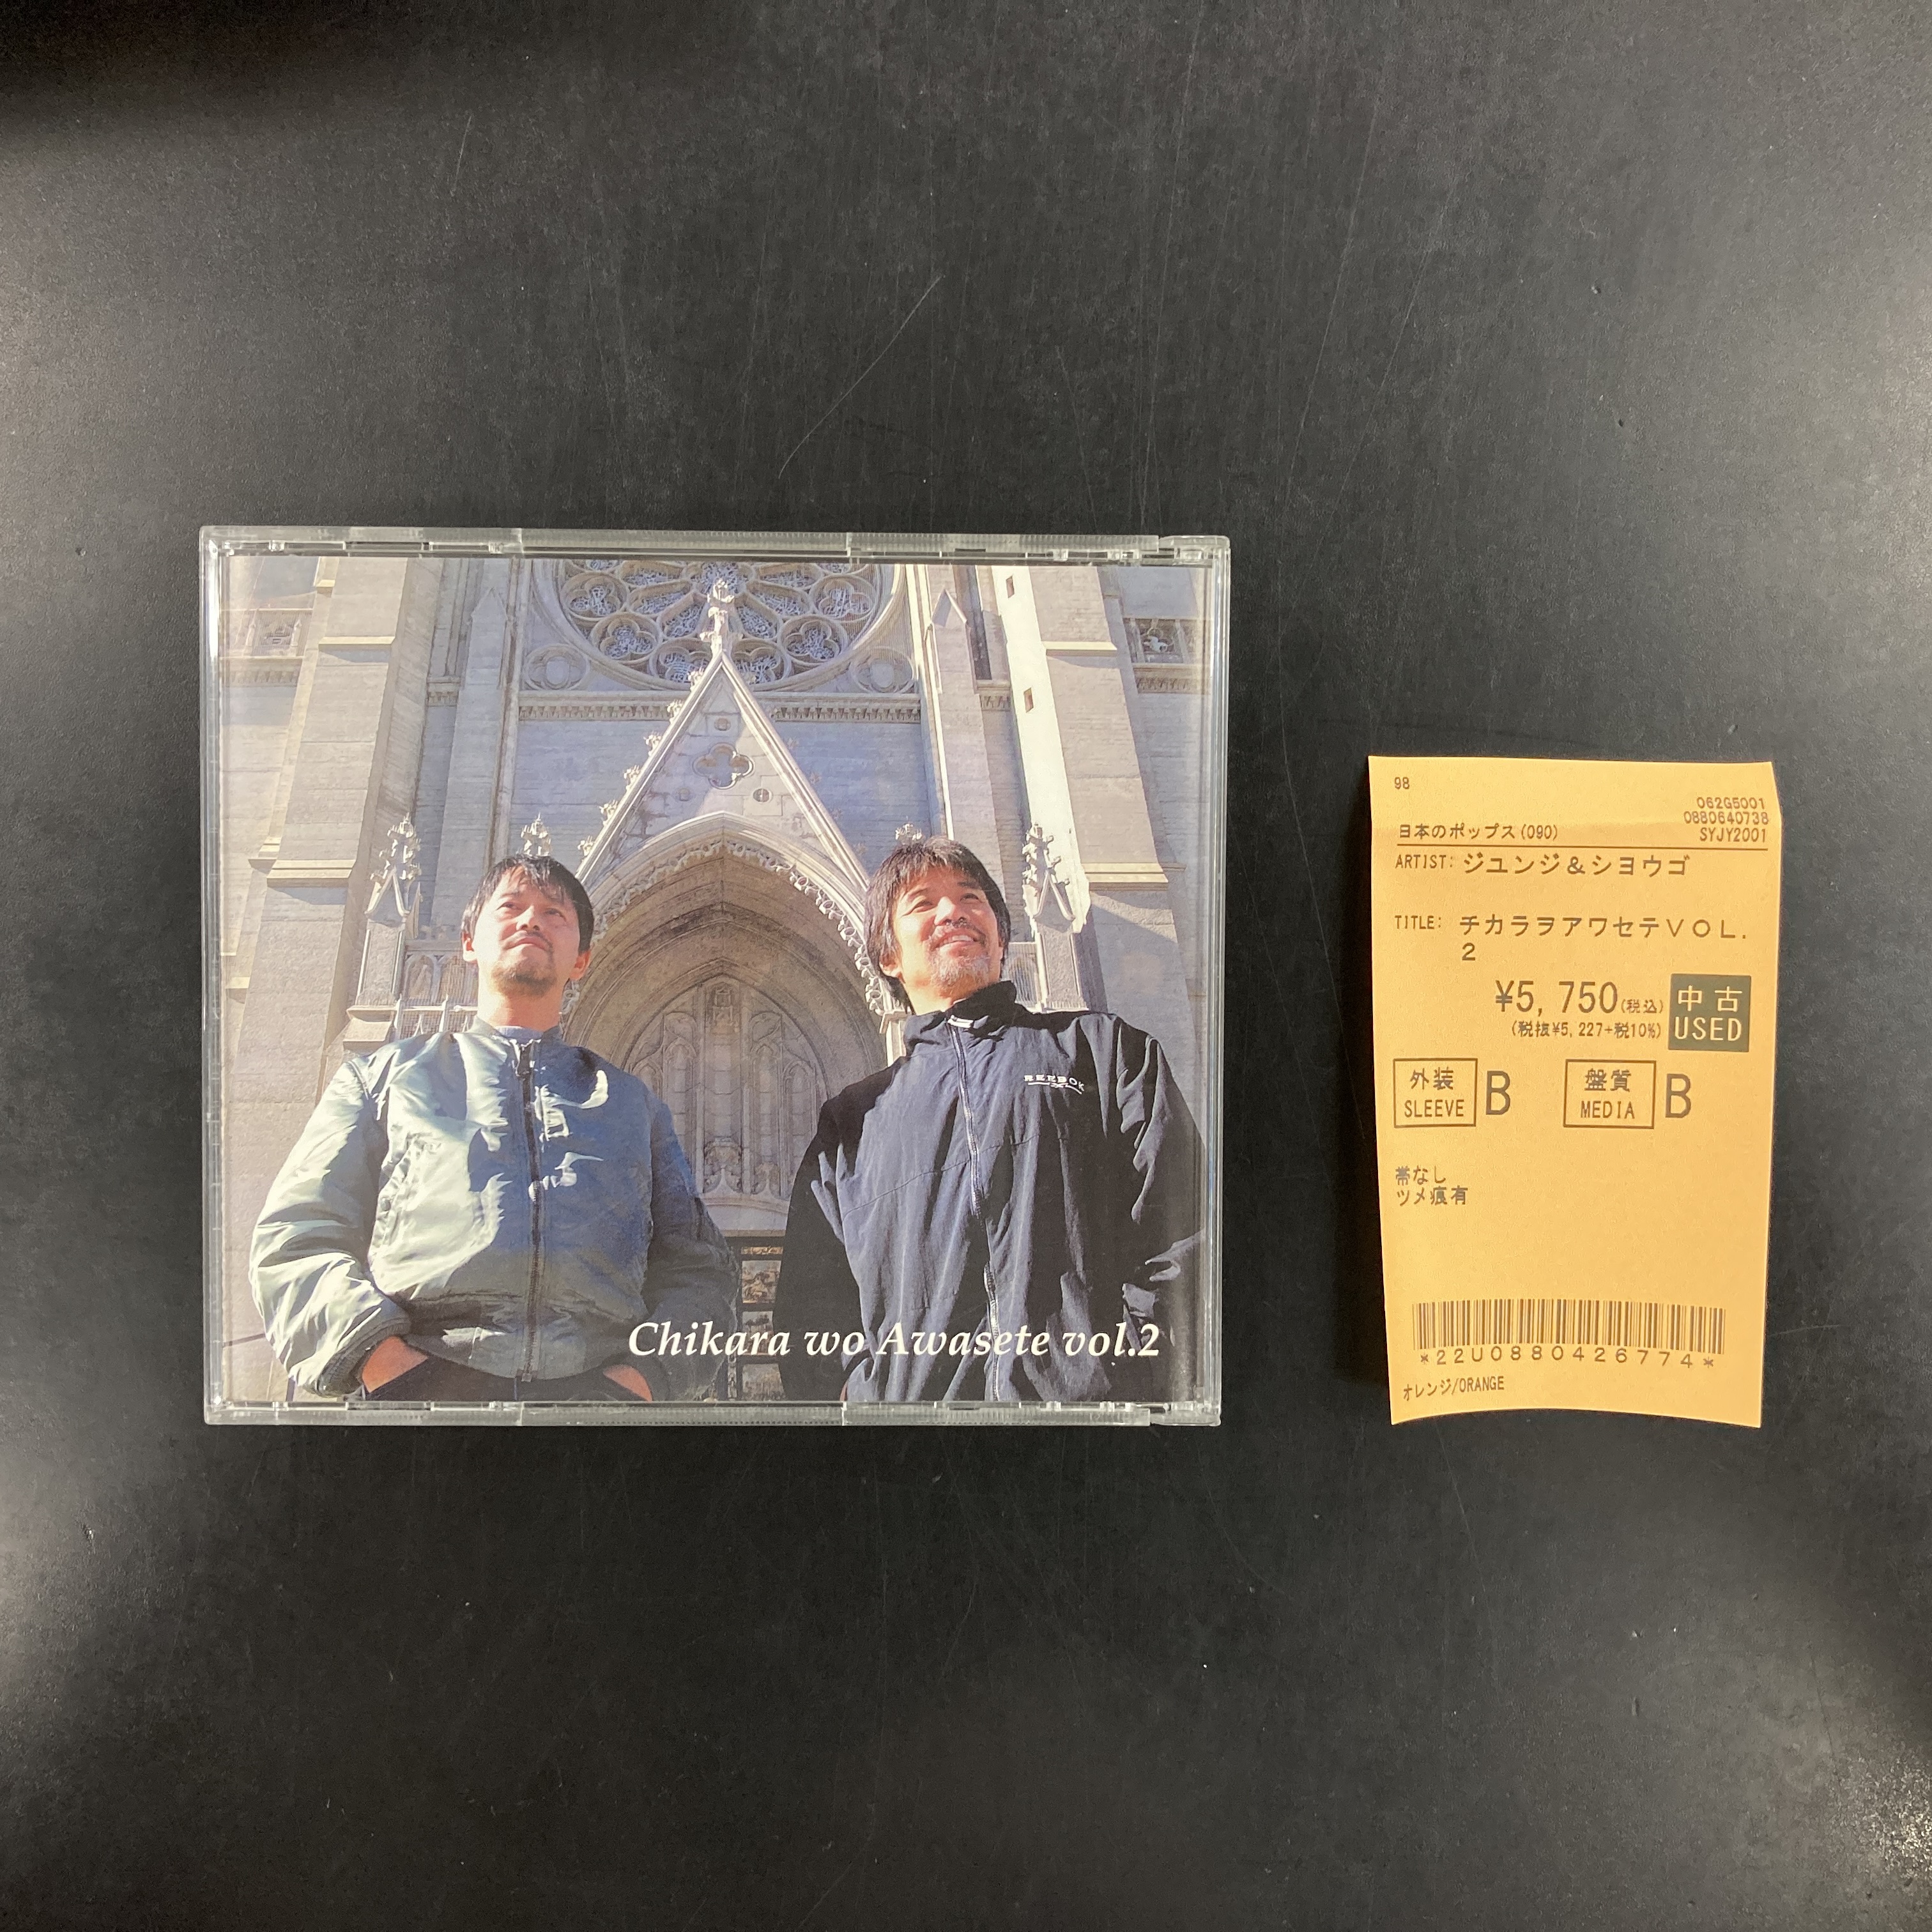 Chikara wo Awasete vol.2
REEBOK
98
062G5001
0880640738
SYJY2001
日本のポップス(090)
ARTIST: ジユンジ&シヨウゴ
TITLE: チカラヲアワセテVOL.
2
¥5,750(税込)
(税抜¥5,227+税10%)
中古
USED
外装
SLEEVE
B
盤質
MEDIA
B
帯なし
ツメ痕有
*22U0880426774*
オレンジ/ORANGE